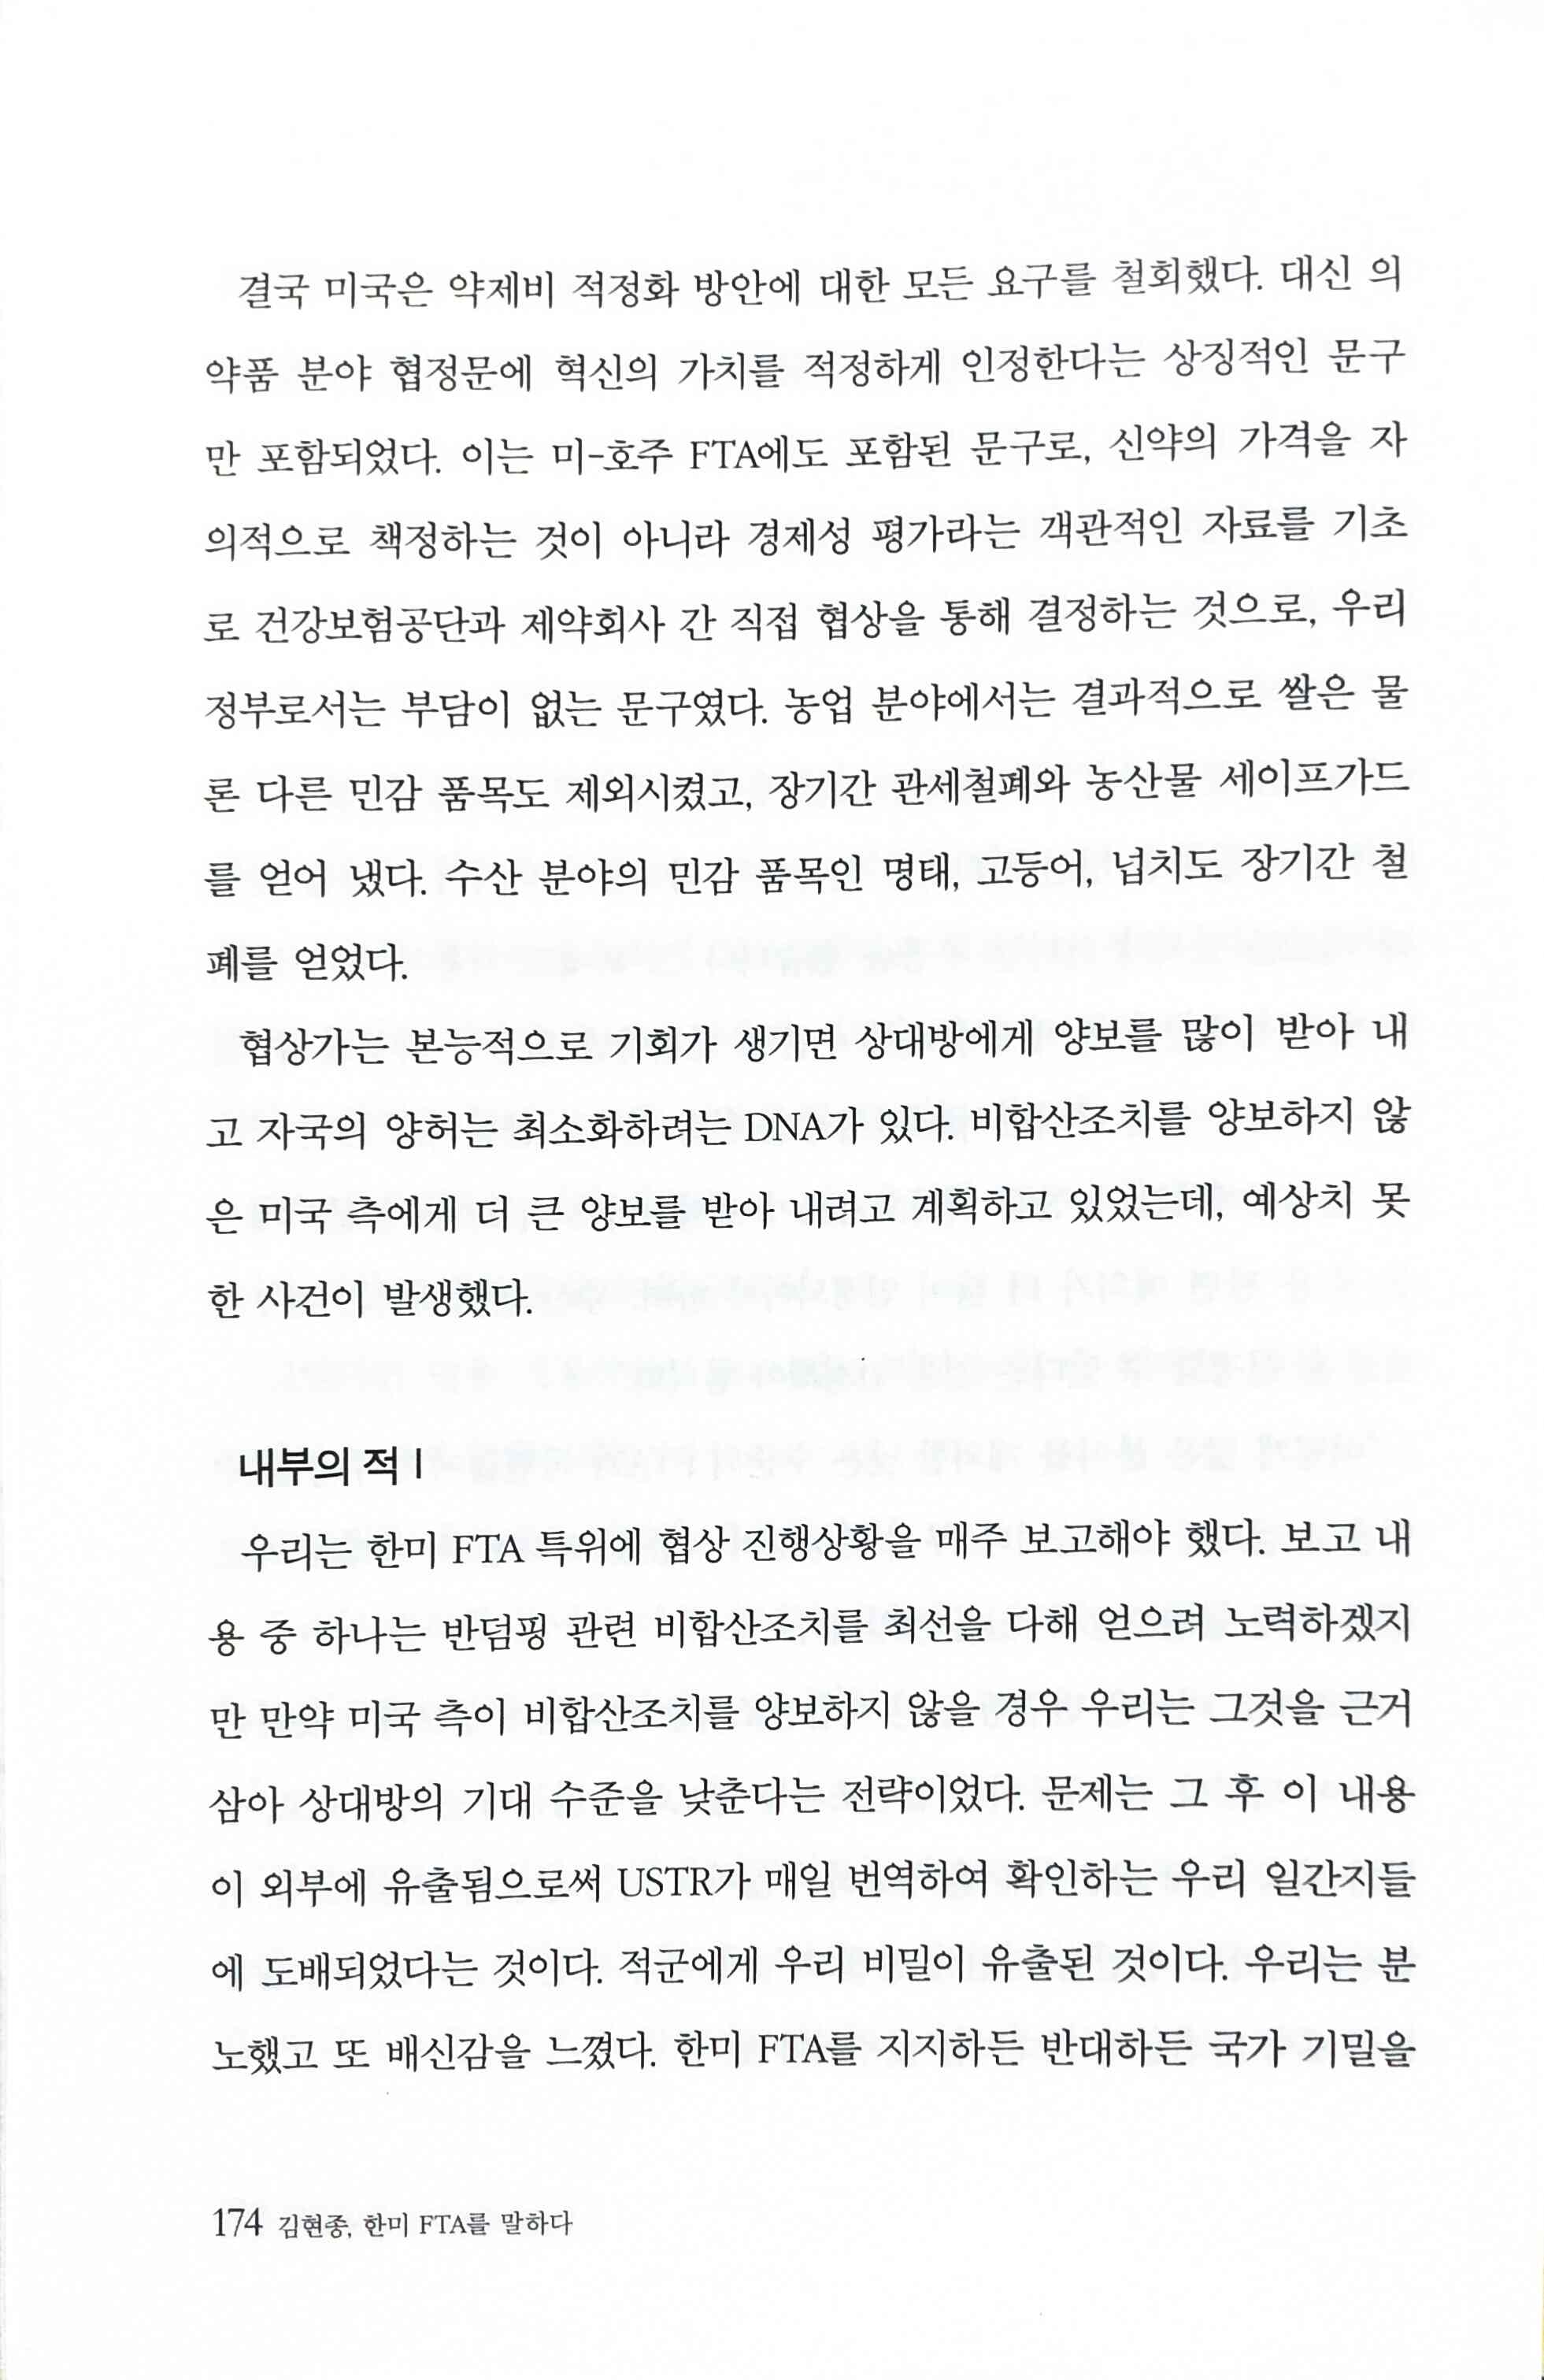 결국 미국은 약제비 적정화 방안에 대한 모든 요구를 철회했다. 대신 의
약품 분야 협정문에 혁신의 가치를 적정하게 인정한다는 상징적인 문구
만 포함되었다. 이는 미-호주 FTA에도 포함된 문구로, 신약의 가격을 자
의적으로 책정하는 것이 아니라 경제성 평가라는 객관적인 자료를 기초
로 건강보험공단과 제약회사 간 직접 협상을 통해 결정하는 것으로, 우리
정부로서는 부담이 없는 문구였다. 농업 분야에서는 결과적으로 쌀은 물
론 다른 민감 품목도 제외시켰고, 장기간 관세철폐와 농산물 세이프가드
를 얻어 냈다. 수산 분야의 민감 품목인 명태, 고등어, 넙치도 장기간 철
폐를 얻었다.
협상가는 본능적으로 기회가 생기면 상대방에게 양보를 많이 받아 내
고 자국의 양허는 최소화하려는 DNA가 있다. 비합산조치를 양보하지 않
은 미국 측에게 더 큰 양보를 받아 내려고 계획하고 있었는데, 예상치 못
한 사건이 발생했다.
내부의 적 I
우리는 한미 FTA 특위에 협상 진행상황을 매주 보고해야 했다. 보고 내
용 중 하나는 반덤핑 관련 비합산조치를 최선을 다해 얻으려 노력하겠지
만 만약 미국 측이 비합산조치를 양보하지 않을 경우 우리는 그것을 근거
삼아 상대방의 기대 수준을 낮춘다는 전략이었다. 문제는 그 후 이 내용
이 외부에 유출됨으로써 USTR가 매일 번역하여 확인하는 우리 일간지들
에 도배되었다는 것이다. 적군에게 우리 비밀이 유출된 것이다. 우리는 분
노했고 또 배신감을 느꼈다. 한미 FTA를 지지하든 반대하든 국가 기밀을
174 김현종, 한미 FTA를 말하다